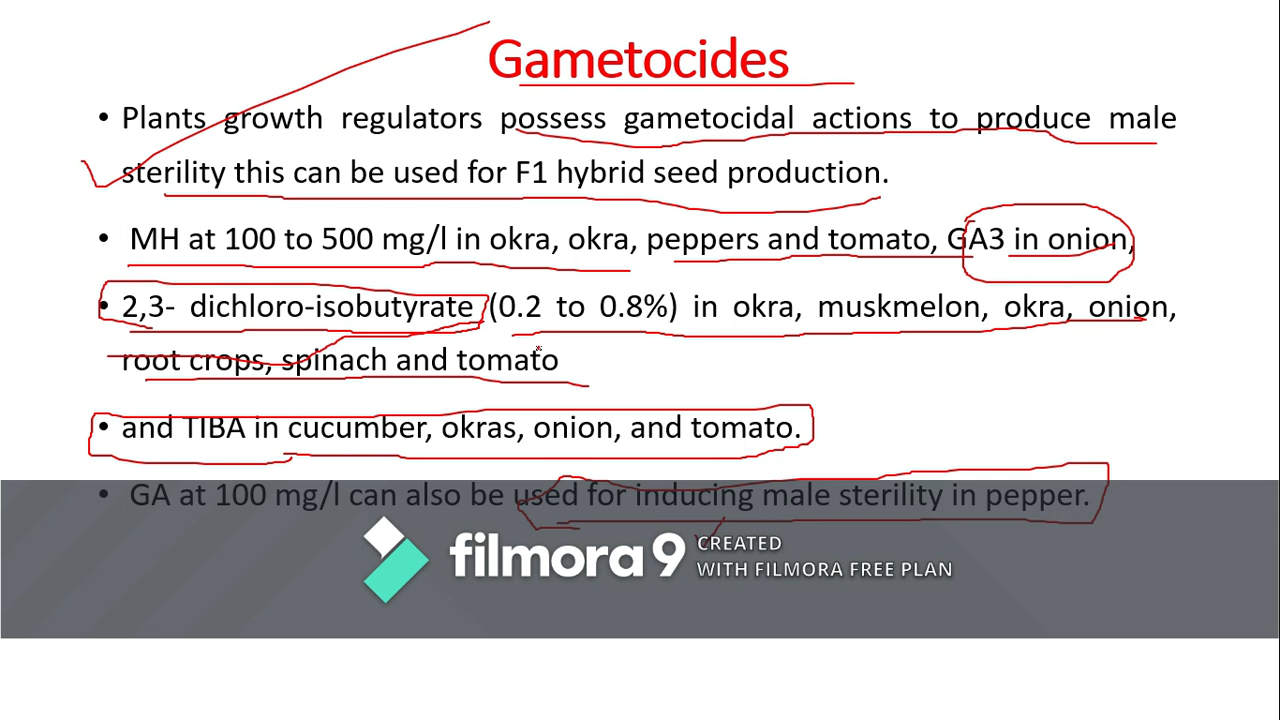 Gametocides
• Plants growth regulators possess gametocidal actions to produce male
sterility this can be used for F1 hybrid seed production.
• MH at 100 to 500 mg/l in okra, okra, peppers and tomato, GA3 in onion,
• 2,3- dichloro-isobutyrate (0.2 to 0.8%) in okra, muskmelon, okra, onion,
root crops, spinach and tomato
• and TIBA in cucumber, okras, onion, and tomato.
• GA at 100 mg/l can also be used for inducing male sterility in pepper.
filmora 9 CREATED
WITH FILMORA FREE PLAN